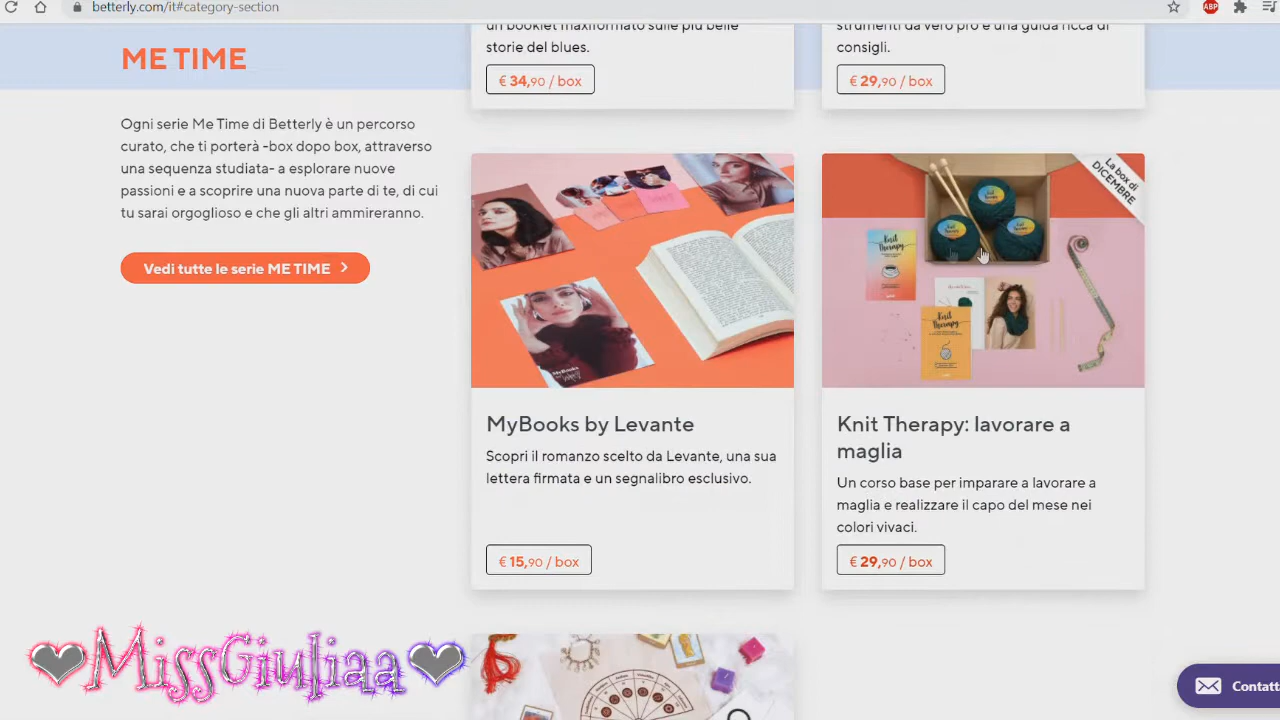 betterly.com/it#category-section
ABP
ME TIME
Ogni serie Me Time di Betterly è un percorso
curato, che ti porterà -box dopo box, attraverso
una sequenza studiata- a esplorare nuove
passioni e a scoprire una nuova parte di te, di cui
tu sarai orgoglioso e che gli altri ammireranno.
Vedi tutte le serie ME TIME
un booklet maxiformato sulle più belle
storie del blues.
€ 34,90 / box
strumenti da vero pro e una guida ricca di
consigli.
€ 29,90 / box
MyBooks by Levante
Scopri il romanzo scelto da Levante, una sua
lettera firmata e un segnalibro esclusivo.
€ 15,90 / box
La box di
DICEMBRE
Knit
Therapy
Knit
Therapy
Knit Therapy: lavorare a
maglia
Un corso base per imparare a lavorare a
maglia e realizzare il capo del mese nei
colori vivaci.
€ 29,90 / box
MissGiuliaa
Contatt